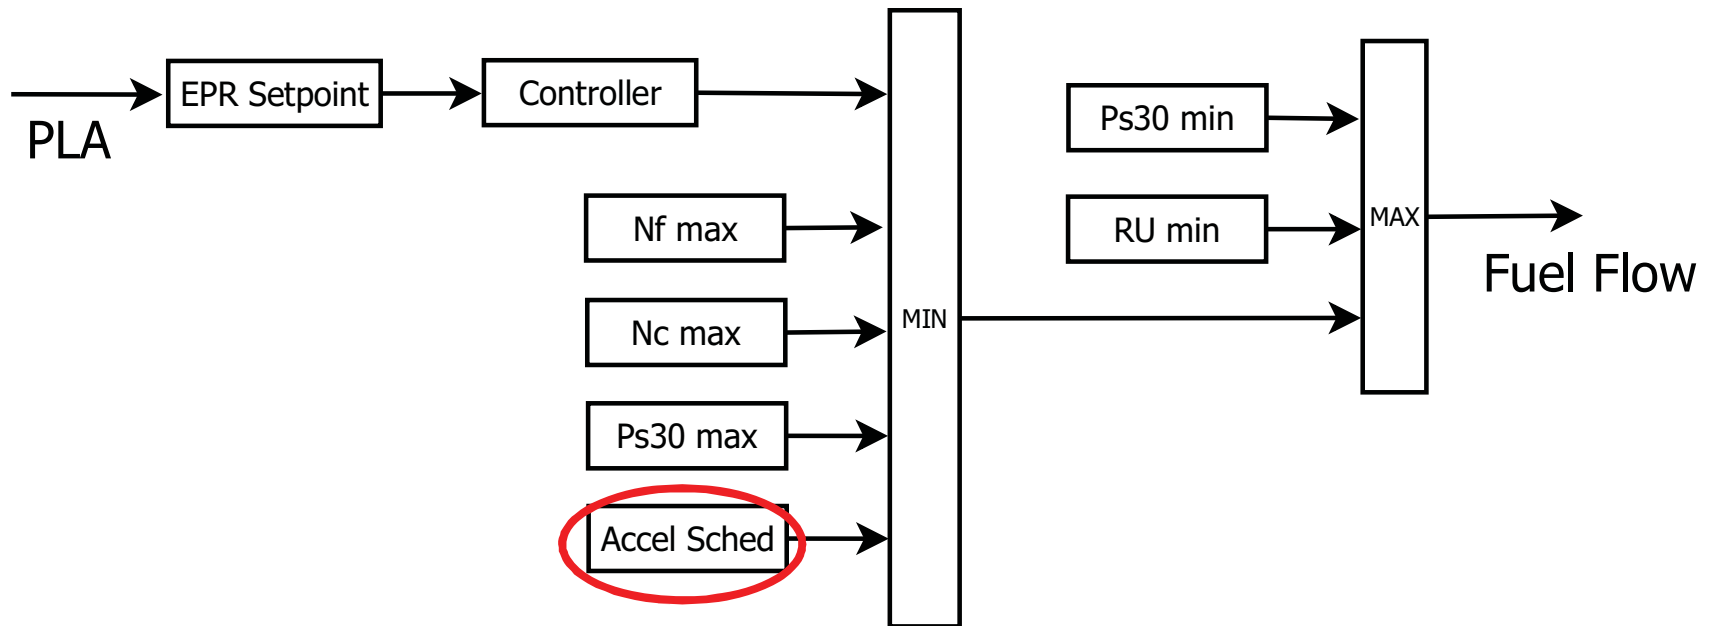 EPR Setpoint
Controller
PLA
Ps30 min
Nf max
RU min
MAX
Fuel Flow
Nc max
MIN
Ps30 max
Accel Sched